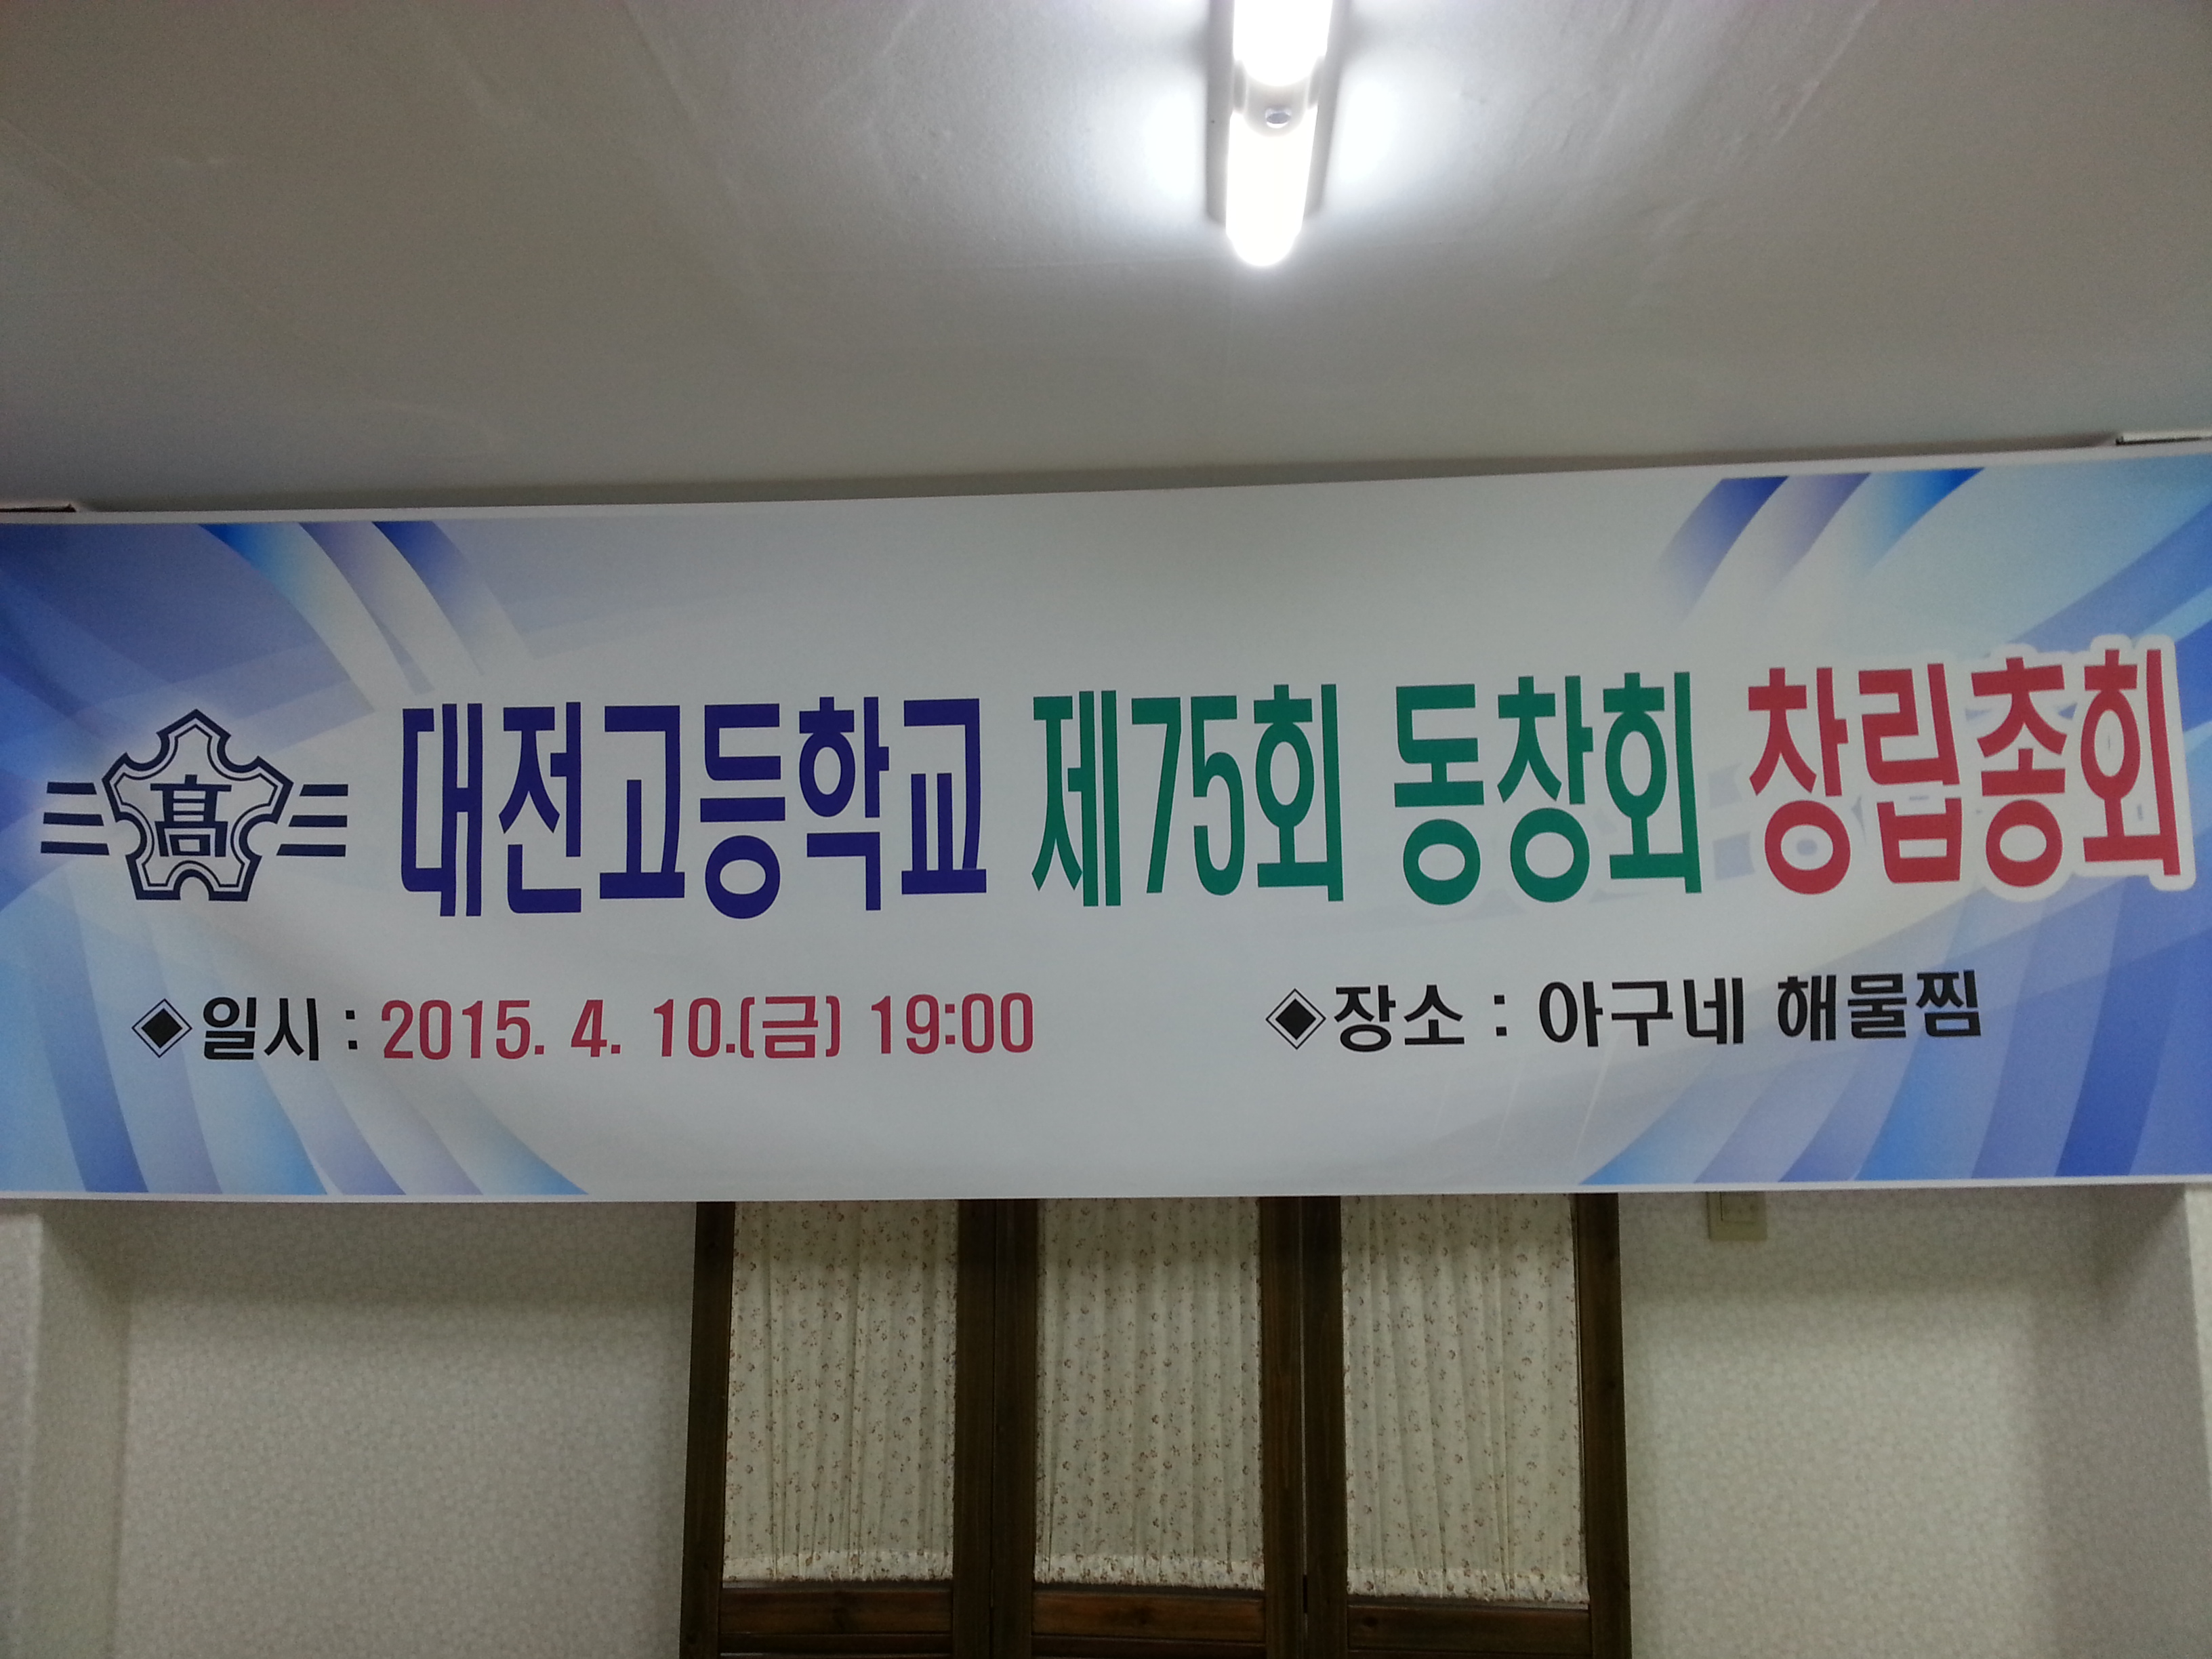 高 대전고등학교 제75회 동창회 창립총회
◈일시 : 2015. 4. 10.(금) 19:00 ◈장소 : 아구네 해물찜